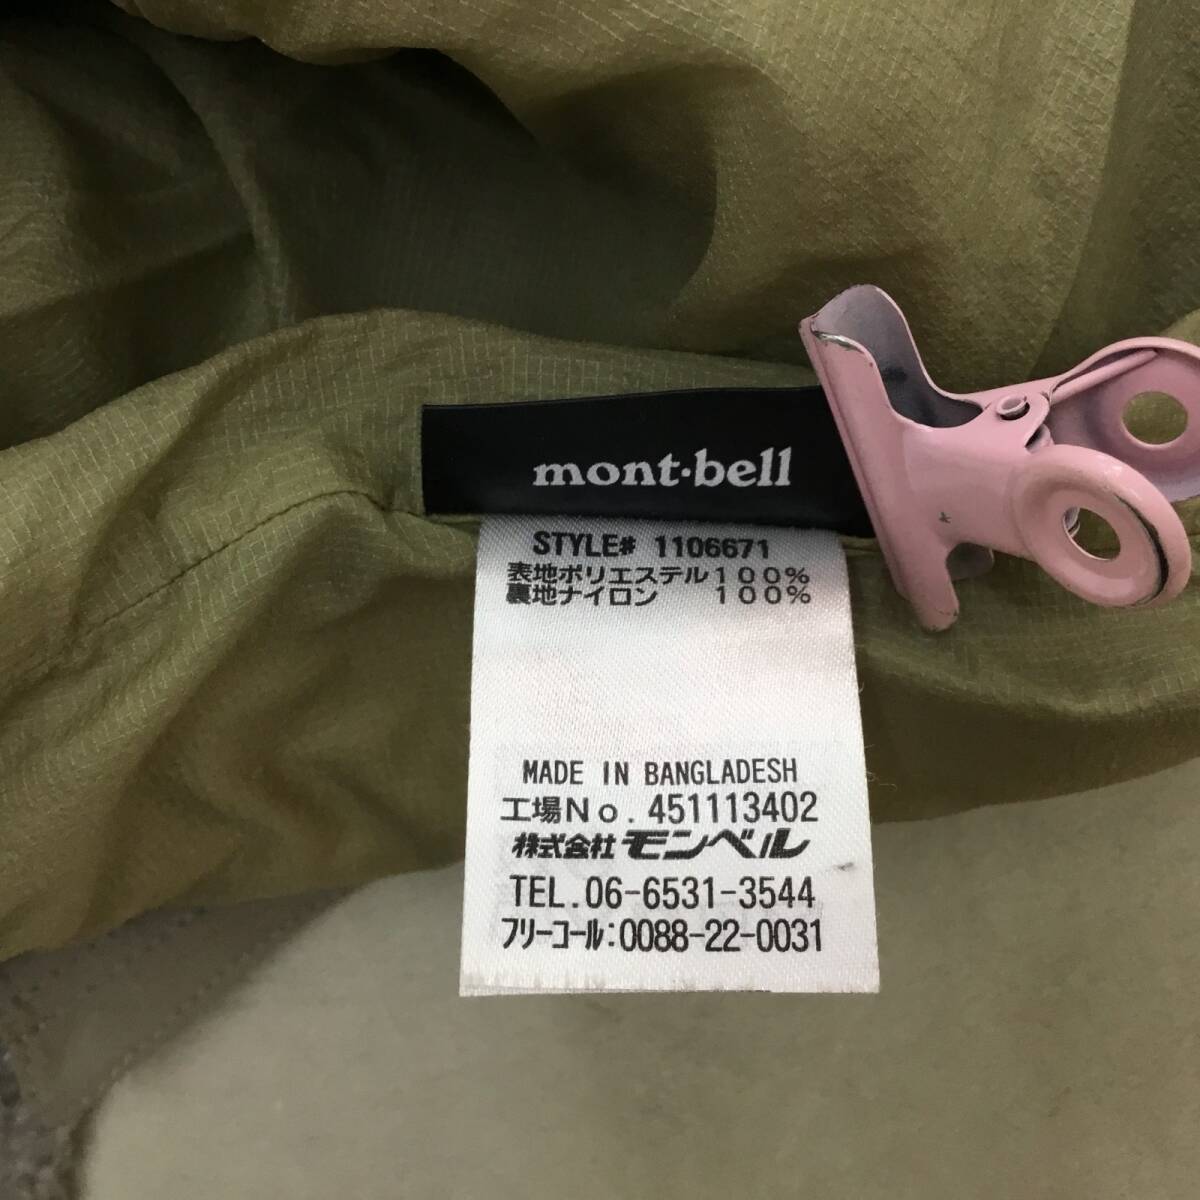 mont-bell
STYLE# 1106671
表地ポリエステル100%
裏地ナイロン 100%
MADE IN BANGLADESH
工場No.451113402
株式会社モンベル
TEL.06-6531-3544
フリーコール:0088-22-0031